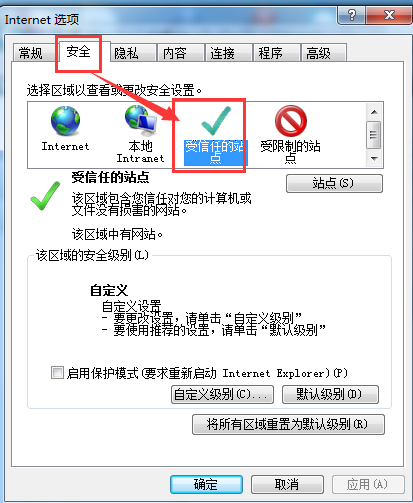 Internet 选项
常规 安全 隐私 内容 连接 程序 高级
选择区域以查看或更改安全设置。
Internet
本地
Intranet
受信任的站
点
受限制的站
点
受信任的站点
站点(S)
该区域包含您信任对您的计算机或
文件没有损害的网站。
该区域中有网站。
该区域的安全级别(L)
自定义
自定义设置
- 要更改设置，请单击“自定义级别”
- 要使用推荐的设置，请单击“默认级别”
启用保护模式(要求重新启动 Internet Explorer)(P)
自定义级别(C)... 默认级别(D)
将所有区域重置为默认级别(R)
确定 取消 应用(A)